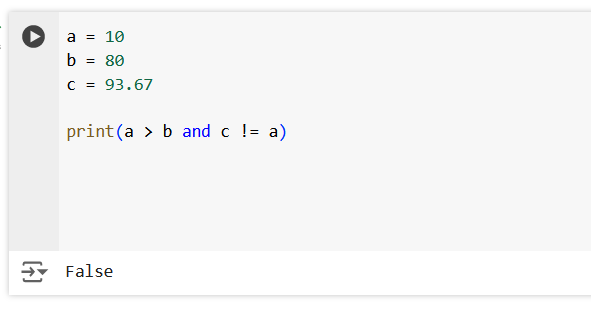 a = 10
b = 80
c = 93.67
print(a > b and c != a)
False